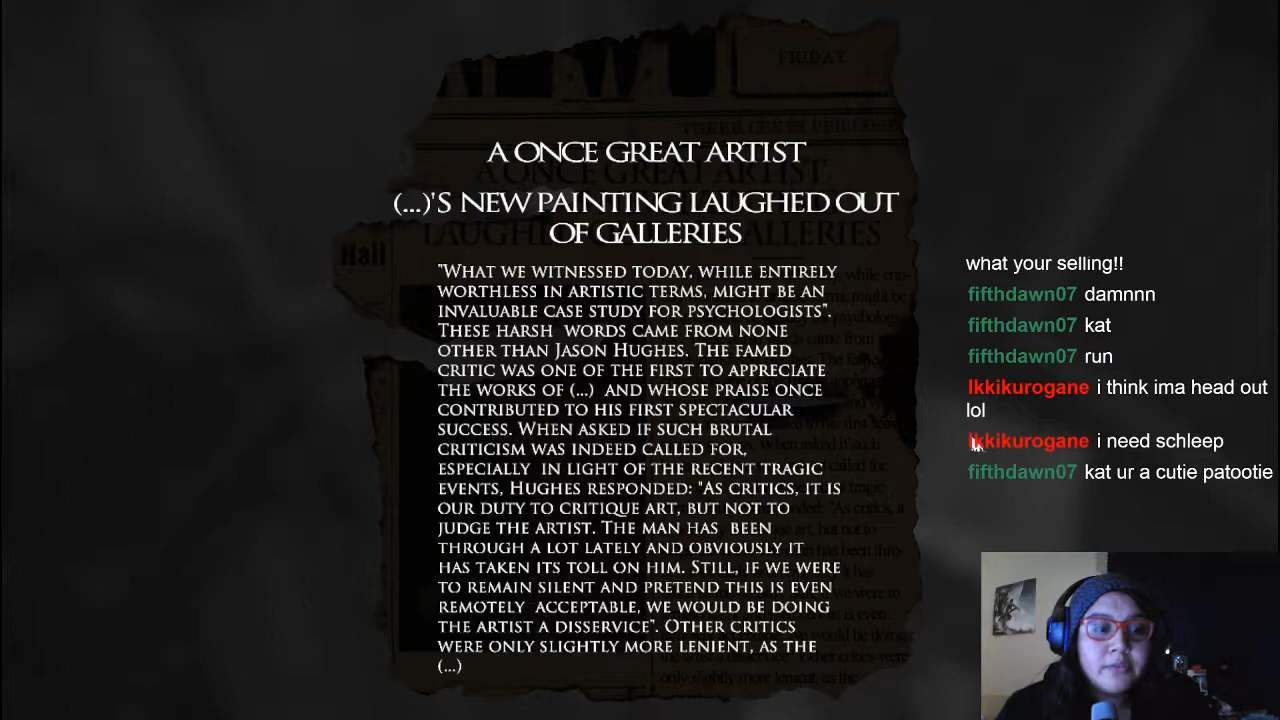 FRIDAY
THREE CENTS PER COPY
A ONCE GREAT ARTIST
(...)'S NEW PAINTING LAUGHED OUT
OF GALLERIES
Hall
"WHAT WE WITNESSED TODAY, WHILE ENTIRELY
WORTHLESS IN ARTISTIC TERMS, MIGHT BE AN
INVALUABLE CASE STUDY FOR PSYCHOLOGISTS".
THESE HARSH WORDS CAME FROM NONE
OTHER THAN JASON HUGHES. THE FAMED
CRITIC WAS ONE OF THE FIRST TO APPRECIATE
THE WORKS OF (...) AND WHOSE PRAISE ONCE
CONTRIBUTED TO HIS FIRST SPECTACULAR
SUCCESS. WHEN ASKED IF SUCH BRUTAL
CRITICISM WAS INDEED CALLED FOR,
ESPECIALLY IN LIGHT OF THE RECENT TRAGIC
EVENTS, HUGHES RESPONDED: "AS CRITICS, IT IS
OUR DUTY TO CRITIQUE ART, BUT NOT TO
JUDGE THE ARTIST. THE MAN HAS BEEN
THROUGH A LOT LATELY AND OBVIOUSLY IT
HAS TAKEN ITS TOLL ON HIM. STILL, IF WE WERE
TO REMAIN SILENT AND PRETEND THIS IS EVEN
REMOTELY ACCEPTABLE, WE WOULD BE DOING
THE ARTIST A DISSERVICE". OTHER CRITICS
WERE ONLY SLIGHTLY MORE LENIENT, AS THE
(...)
what your selling!!
fifthdawn07 damnnn
fifthdawn07 kat
fifthdawn07 run
Ikkikurogane i think ima head out
lol
Ikkikurogane i need schleep
fifthdawn07 kat ur a cutie patootie